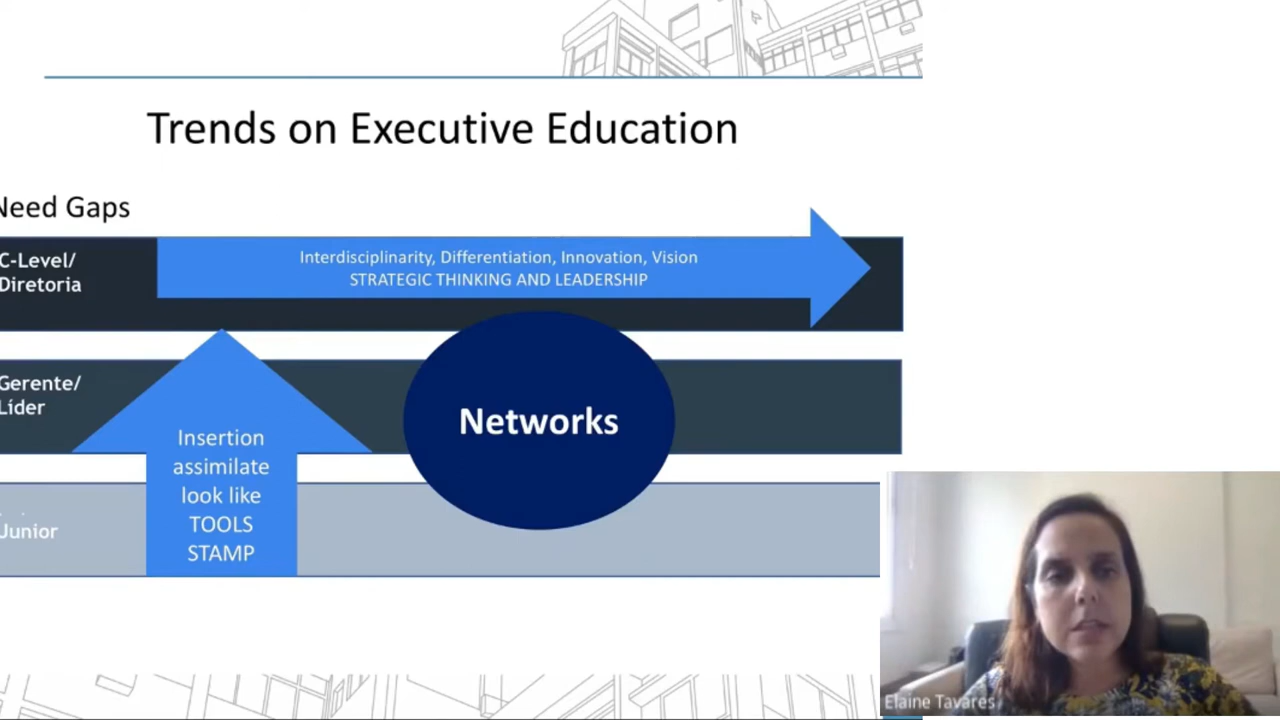 Trends on Executive Education
Need Gaps
C-Level/
Diretoria
Interdisciplinarity, Differentiation, Innovation, Vision
STRATEGIC THINKING AND LEADERSHIP
Gerente/
Líder
Networks
Insertion
assimilate
look like
TOOLS
STAMP
Junior
Elaine Tavares